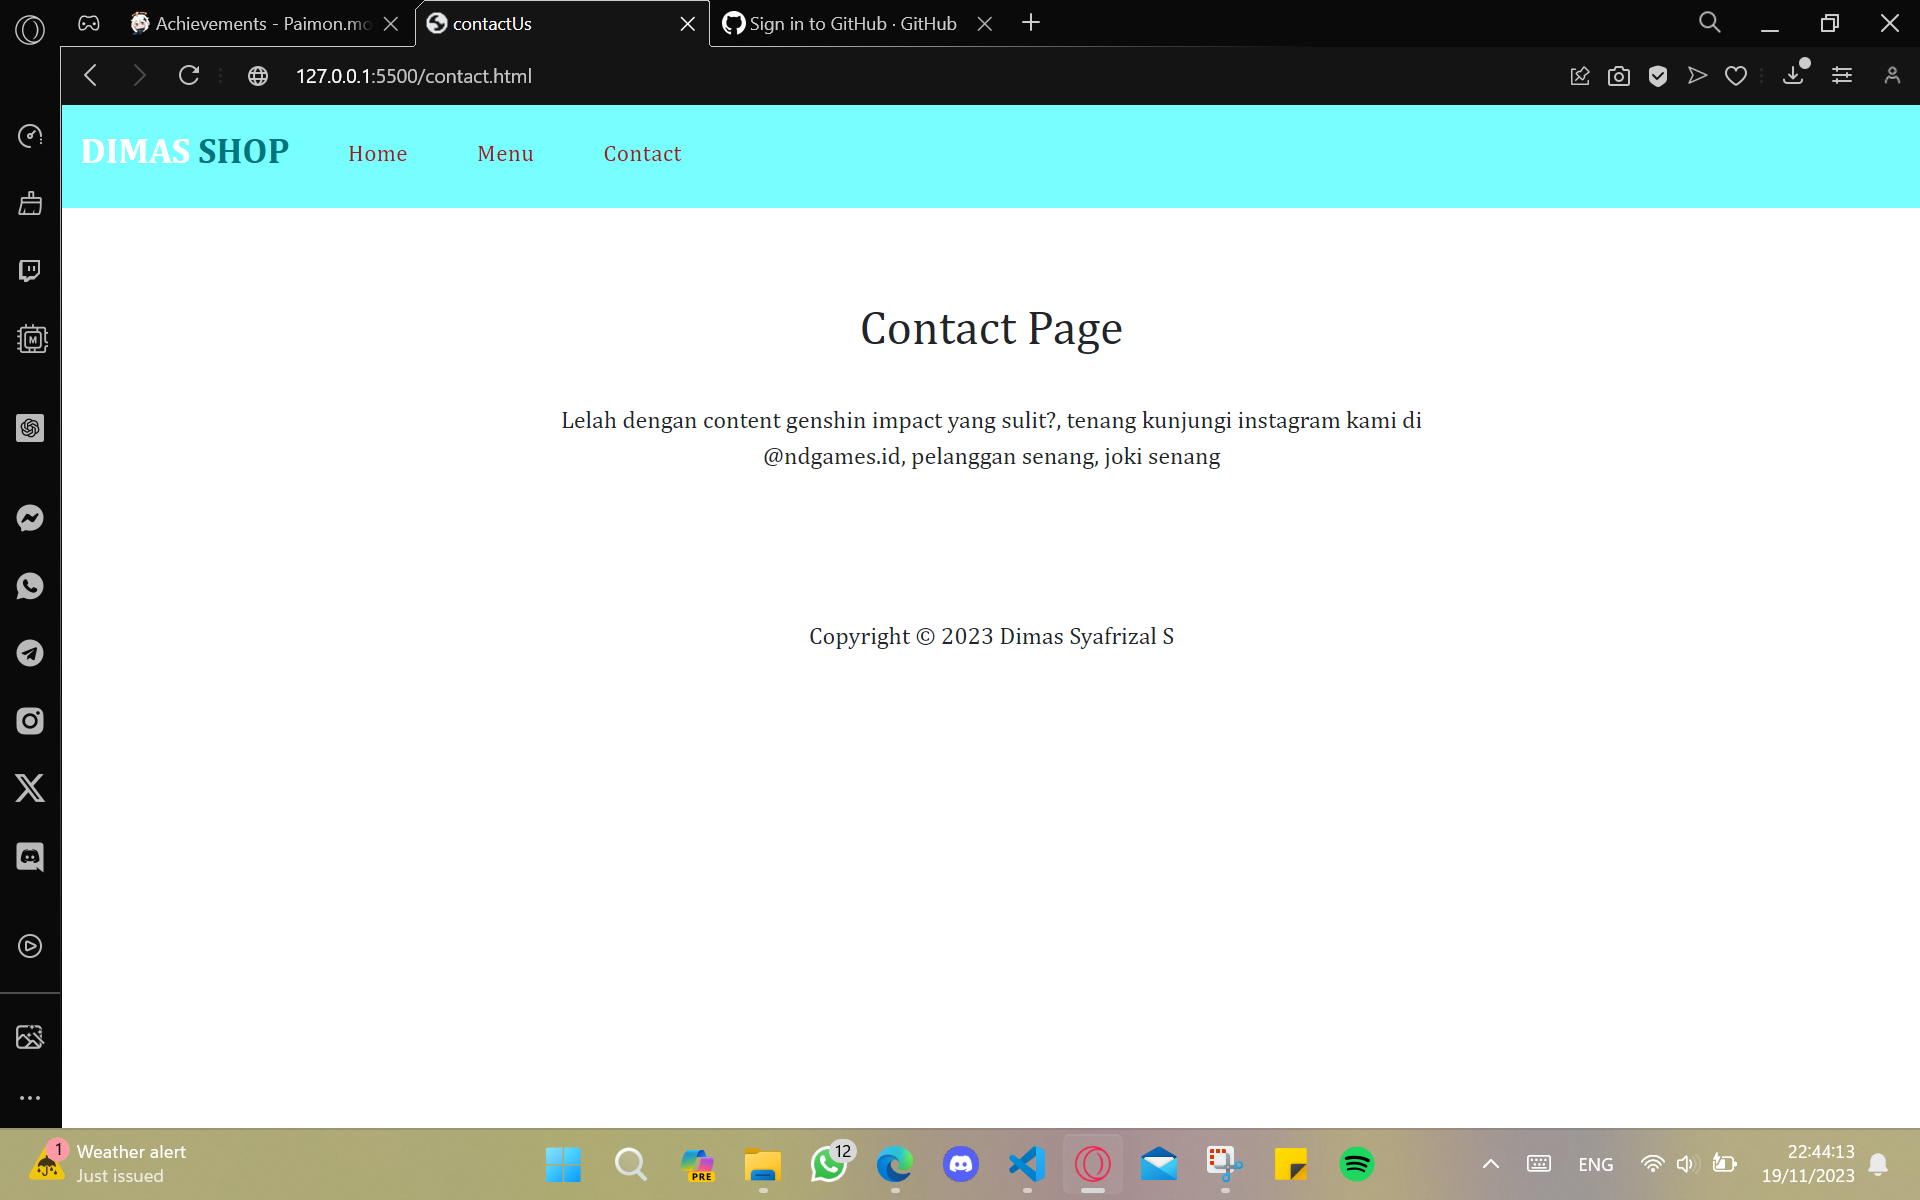 Achievements - Paimon.mo
contactUs
Sign in to GitHub · GitHub
127.0.0.1:5500/contact.html
DIMAS SHOP
Home
Menu
Contact
Contact Page
Lelah dengan content genshin impact yang sulit?, tenang kunjungi instagram kami di
@ndgames.id, pelanggan senang, joki senang
Copyright © 2023 Dimas Syafrizal S
M
1
Weather alert
Just issued
PRE
12
ENG
22:44:13
19/11/2023